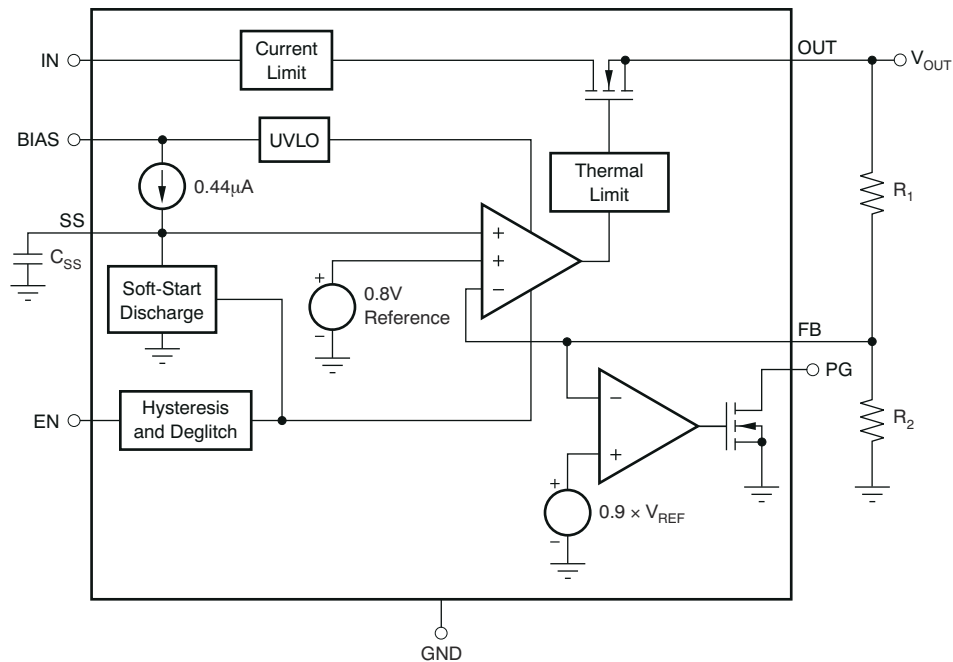 IN
Current
Limit
OUT
V_OUT
BIAS
UVLO
0.44μA
Thermal
Limit
R_1
SS
C_SS
+
+
−
Soft-Start
Discharge
+
−
0.8V
Reference
FB
PG
EN
Hysteresis
and Deglitch
−
+
R_2
+
−
0.9 × V_REF
GND